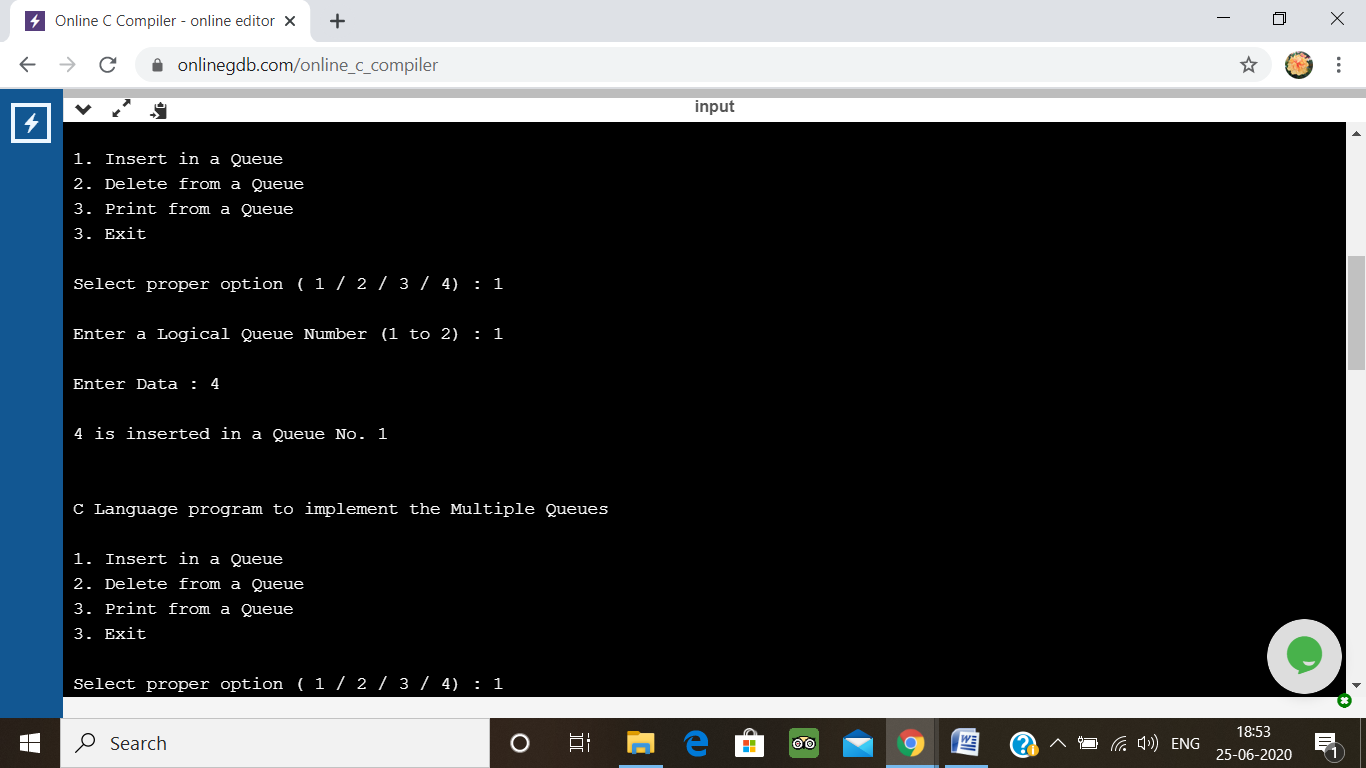 Online C Compiler - online editor
onlinegdb.com/online_c_compiler
input
1. Insert in a Queue
2. Delete from a Queue
3. Print from a Queue
3. Exit
Select proper option ( 1 / 2 / 3 / 4) : 1
Enter a Logical Queue Number (1 to 2) : 1
Enter Data : 4
4 is inserted in a Queue No. 1
C Language program to implement the Multiple Queues
1. Insert in a Queue
2. Delete from a Queue
3. Print from a Queue
3. Exit
Select proper option ( 1 / 2 / 3 / 4) : 1
Search
ENG
18:53
25-06-2020
1